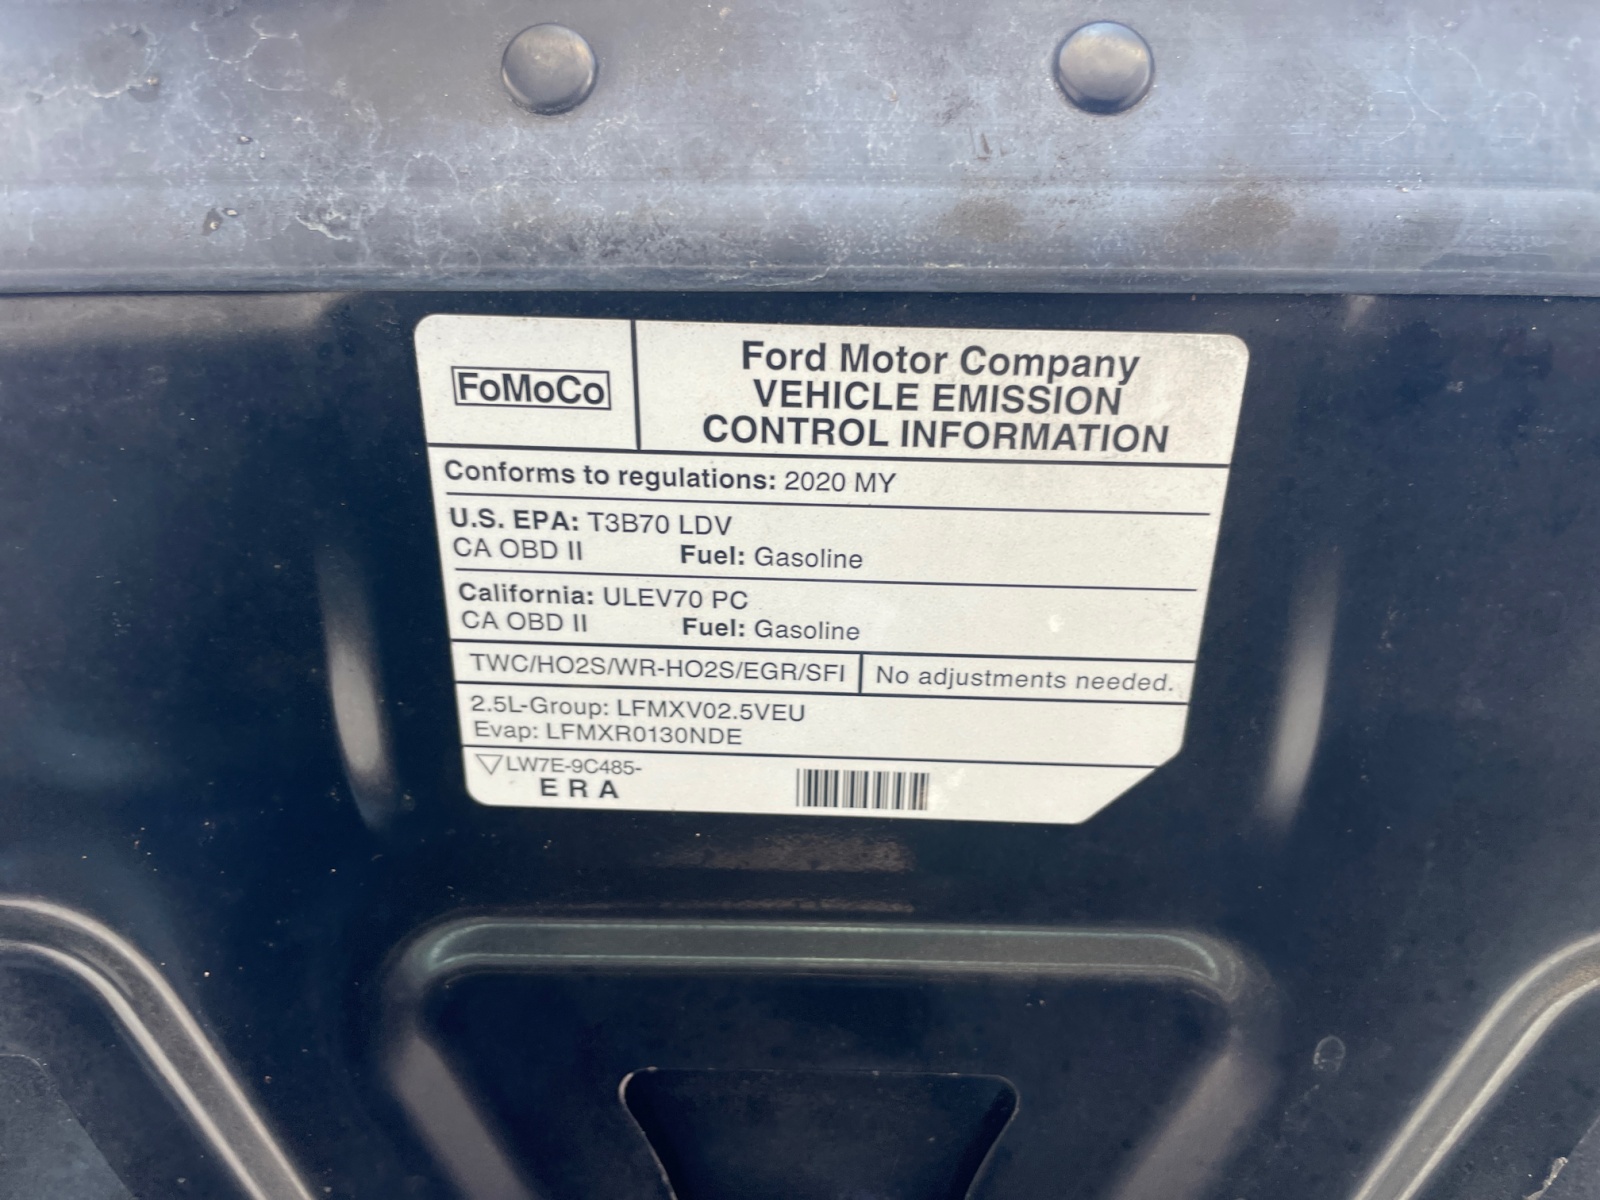 FoMoCo
Ford Motor Company
VEHICLE EMISSION
CONTROL INFORMATION
Conforms to regulations: 2020 MY
U.S. EPA: T3B70 LDV
CA OBD II Fuel: Gasoline
California: ULEV70 PC
CA OBD II Fuel: Gasoline
TWC/HO2S/WR-HO2S/EGR/SFI No adjustments needed.
2.5L-Group: LFMXV02.5VEU
Evap: LFMXR0130NDE
LW7E-9C485-
E R A